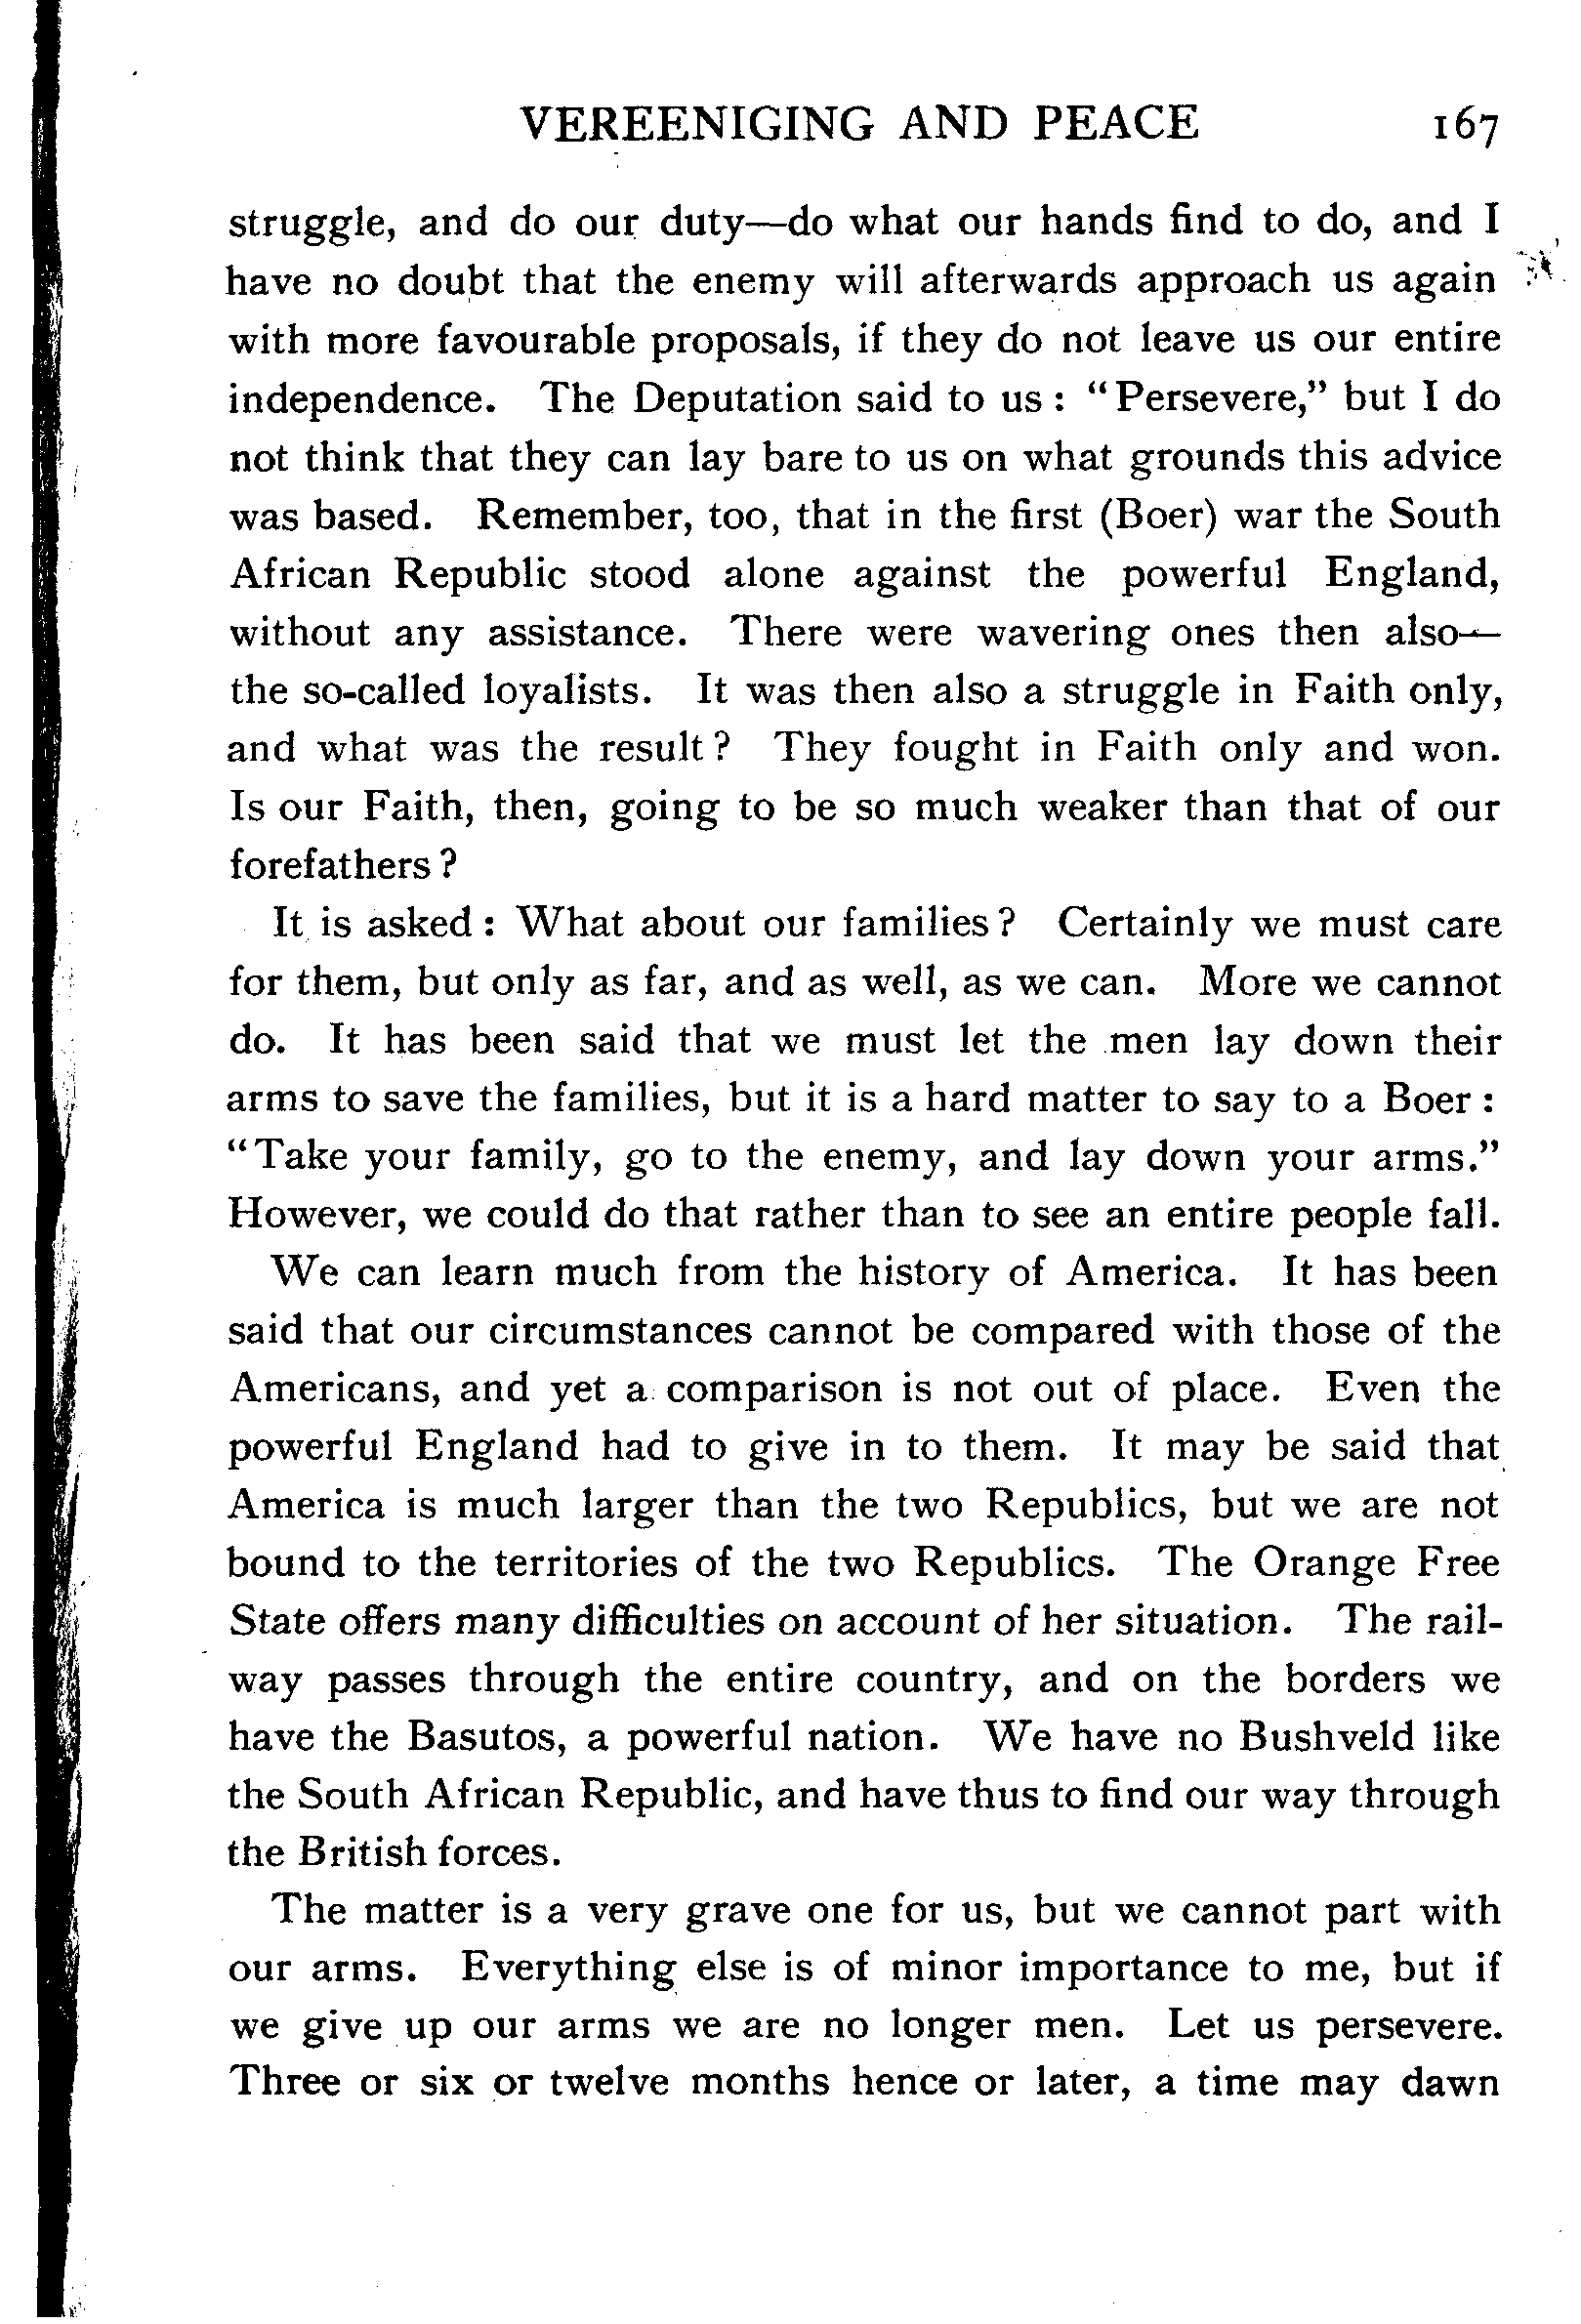 VEREENIGING AND PEACE 167
struggle, and do our duty—do what our hands find to do, and I
have no doubt that the enemy will afterwards approach us again
with more favourable proposals, if they do not leave us our entire
independence. The Deputation said to us : "Persevere," but I do
not think that they can lay bare to us on what grounds this advice
was based. Remember, too, that in the first (Boer) war the South
African Republic stood alone against the powerful England,
without any assistance. There were wavering ones then also—
the so-called loyalists. It was then also a struggle in Faith only,
and what was the result? They fought in Faith only and won.
Is our Faith, then, going to be so much weaker than that of our
forefathers?
It is asked : What about our families? Certainly we must care
for them, but only as far, and as well, as we can. More we cannot
do. It has been said that we must let the men lay down their
arms to save the families, but it is a hard matter to say to a Boer :
"Take your family, go to the enemy, and lay down your arms."
However, we could do that rather than to see an entire people fall.
We can learn much from the history of America. It has been
said that our circumstances cannot be compared with those of the
Americans, and yet a comparison is not out of place. Even the
powerful England had to give in to them. It may be said that
America is much larger than the two Republics, but we are not
bound to the territories of the two Republics. The Orange Free
State offers many difficulties on account of her situation. The rail-
way passes through the entire country, and on the borders we
have the Basutos, a powerful nation. We have no Bushveld like
the South African Republic, and have thus to find our way through
the British forces.
The matter is a very grave one for us, but we cannot part with
our arms. Everything else is of minor importance to me, but if
we give up our arms we are no longer men. Let us persevere.
Three or six or twelve months hence or later, a time may dawn